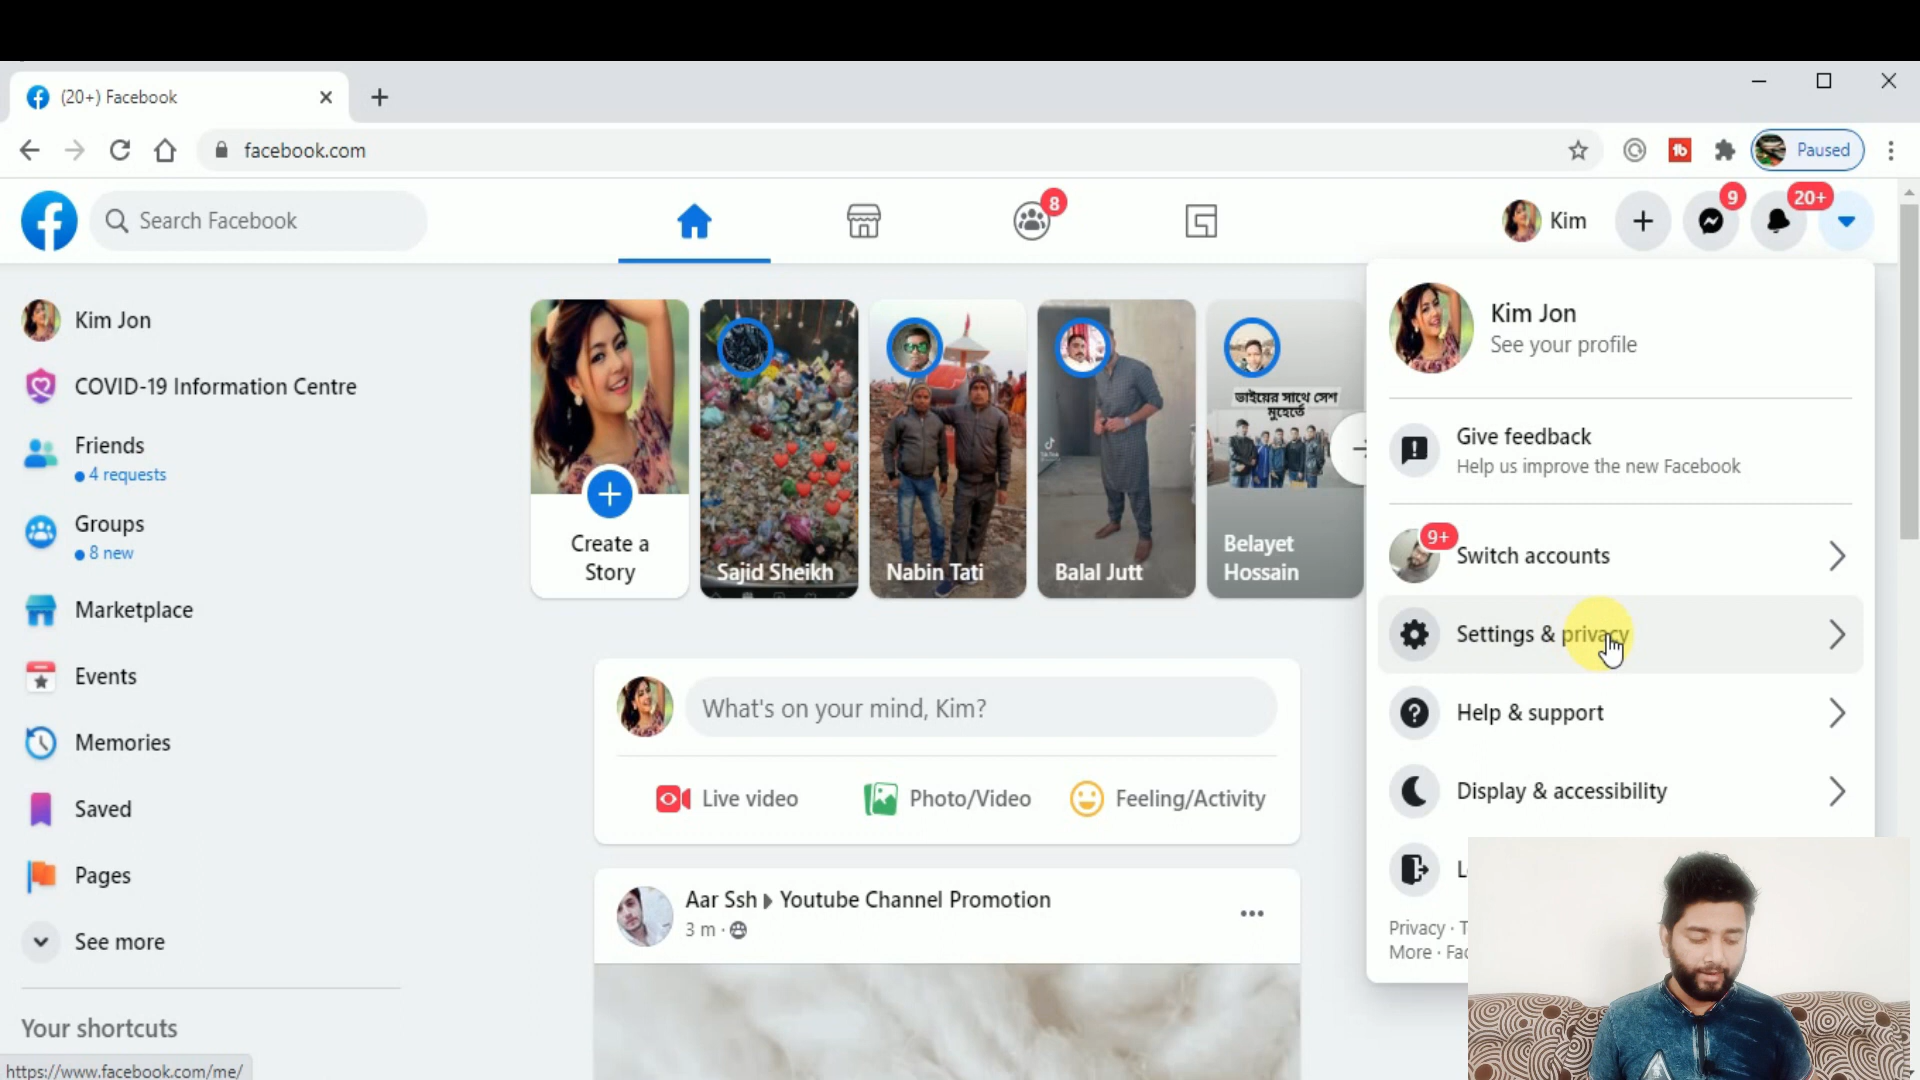 (20+) Facebook
facebook.com
Paused
Search Facebook
8
Kim
9
20+
Kim Jon
COVID-19 Information Centre
Friends
4 requests
Groups
8 new
Marketplace
Events
Memories
Saved
Pages
See more
Your shortcuts
https://www.facebook.com/me/
Create a
Story
Sajid Sheikh
Nabin Tati
Balal Jutt
ভাইয়ের সাথে সেশ
মুহেৰ্তে
Belayet
Hossain
What's on your mind, Kim?
Live video
Photo/Video
Feeling/Activity
Aar Ssh Youtube Channel Promotion
3 m ·
Kim Jon
See your profile
Give feedback
Help us improve the new Facebook
9+
Switch accounts
Settings & privacy
Help & support
Display & accessibility
Privacy ·
More ·